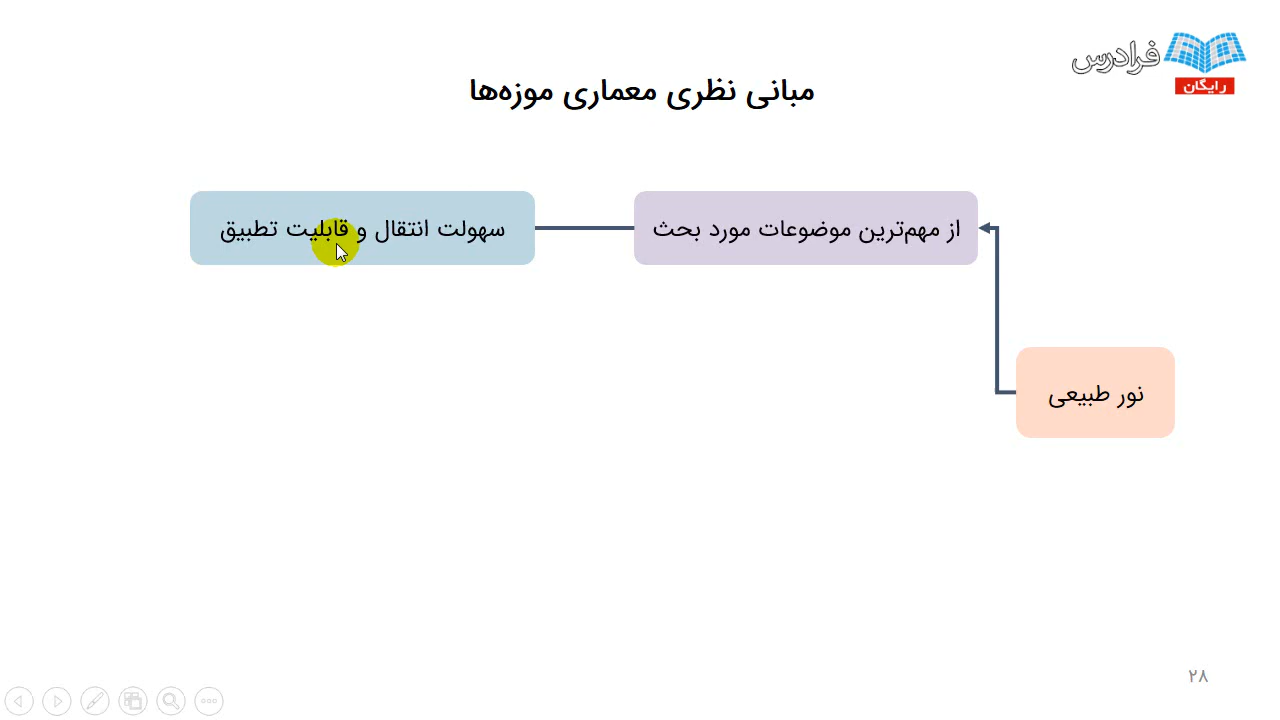 فرادرس
رایگان
مبانی نظری معماری موزه‌ها
از مهم‌ترین موضوعات مورد بحث
سهولت انتقال و قابلیت تطبیق
نور طبیعی
۲۸